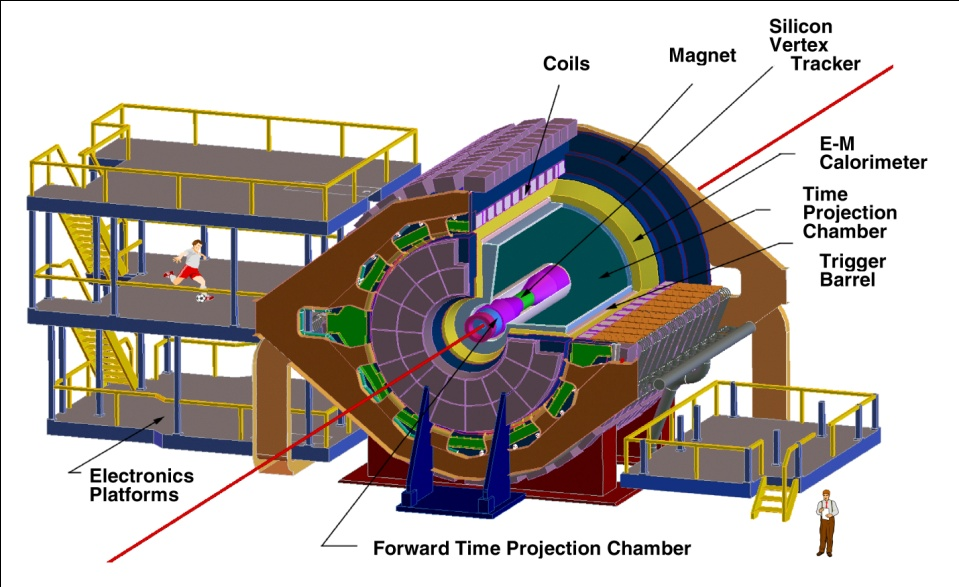 Silicon
Vertex
Tracker
Magnet
Coils
E-M
Calorimeter
Time
Projection
Chamber
Trigger
Barrel
Electronics
Platforms
Forward Time Projection Chamber